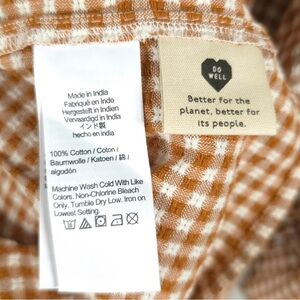 Made in India
Fabriqué en Inde
Hergestellt in Indien
Vervaardigd in India
インド製
hecho en india
100% Cotton / Coton /
Baumwolle / Katoen / 綿 /
algodón
Machine Wash Cold With Like
Colors. Non-Chlorine Bleach
Only. Tumble Dry Low. Iron on
Lowest Setting.
DO
WELL
Better for the
planet, better for
its people.